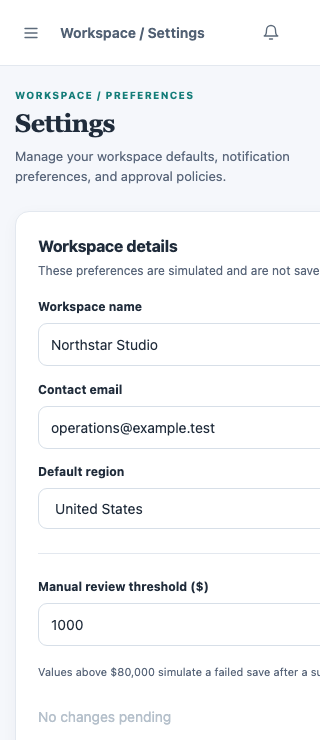 Workspace / Settings
WORKSPACE / PREFERENCES
Settings
Manage your workspace defaults, notification
preferences, and approval policies.
Workspace details
These preferences are simulated and are not save
Workspace name
Northstar Studio
Contact email
operations@example.test
Default region
United States
Manual review threshold ($)
1000
Values above $80,000 simulate a failed save after a su
No changes pending